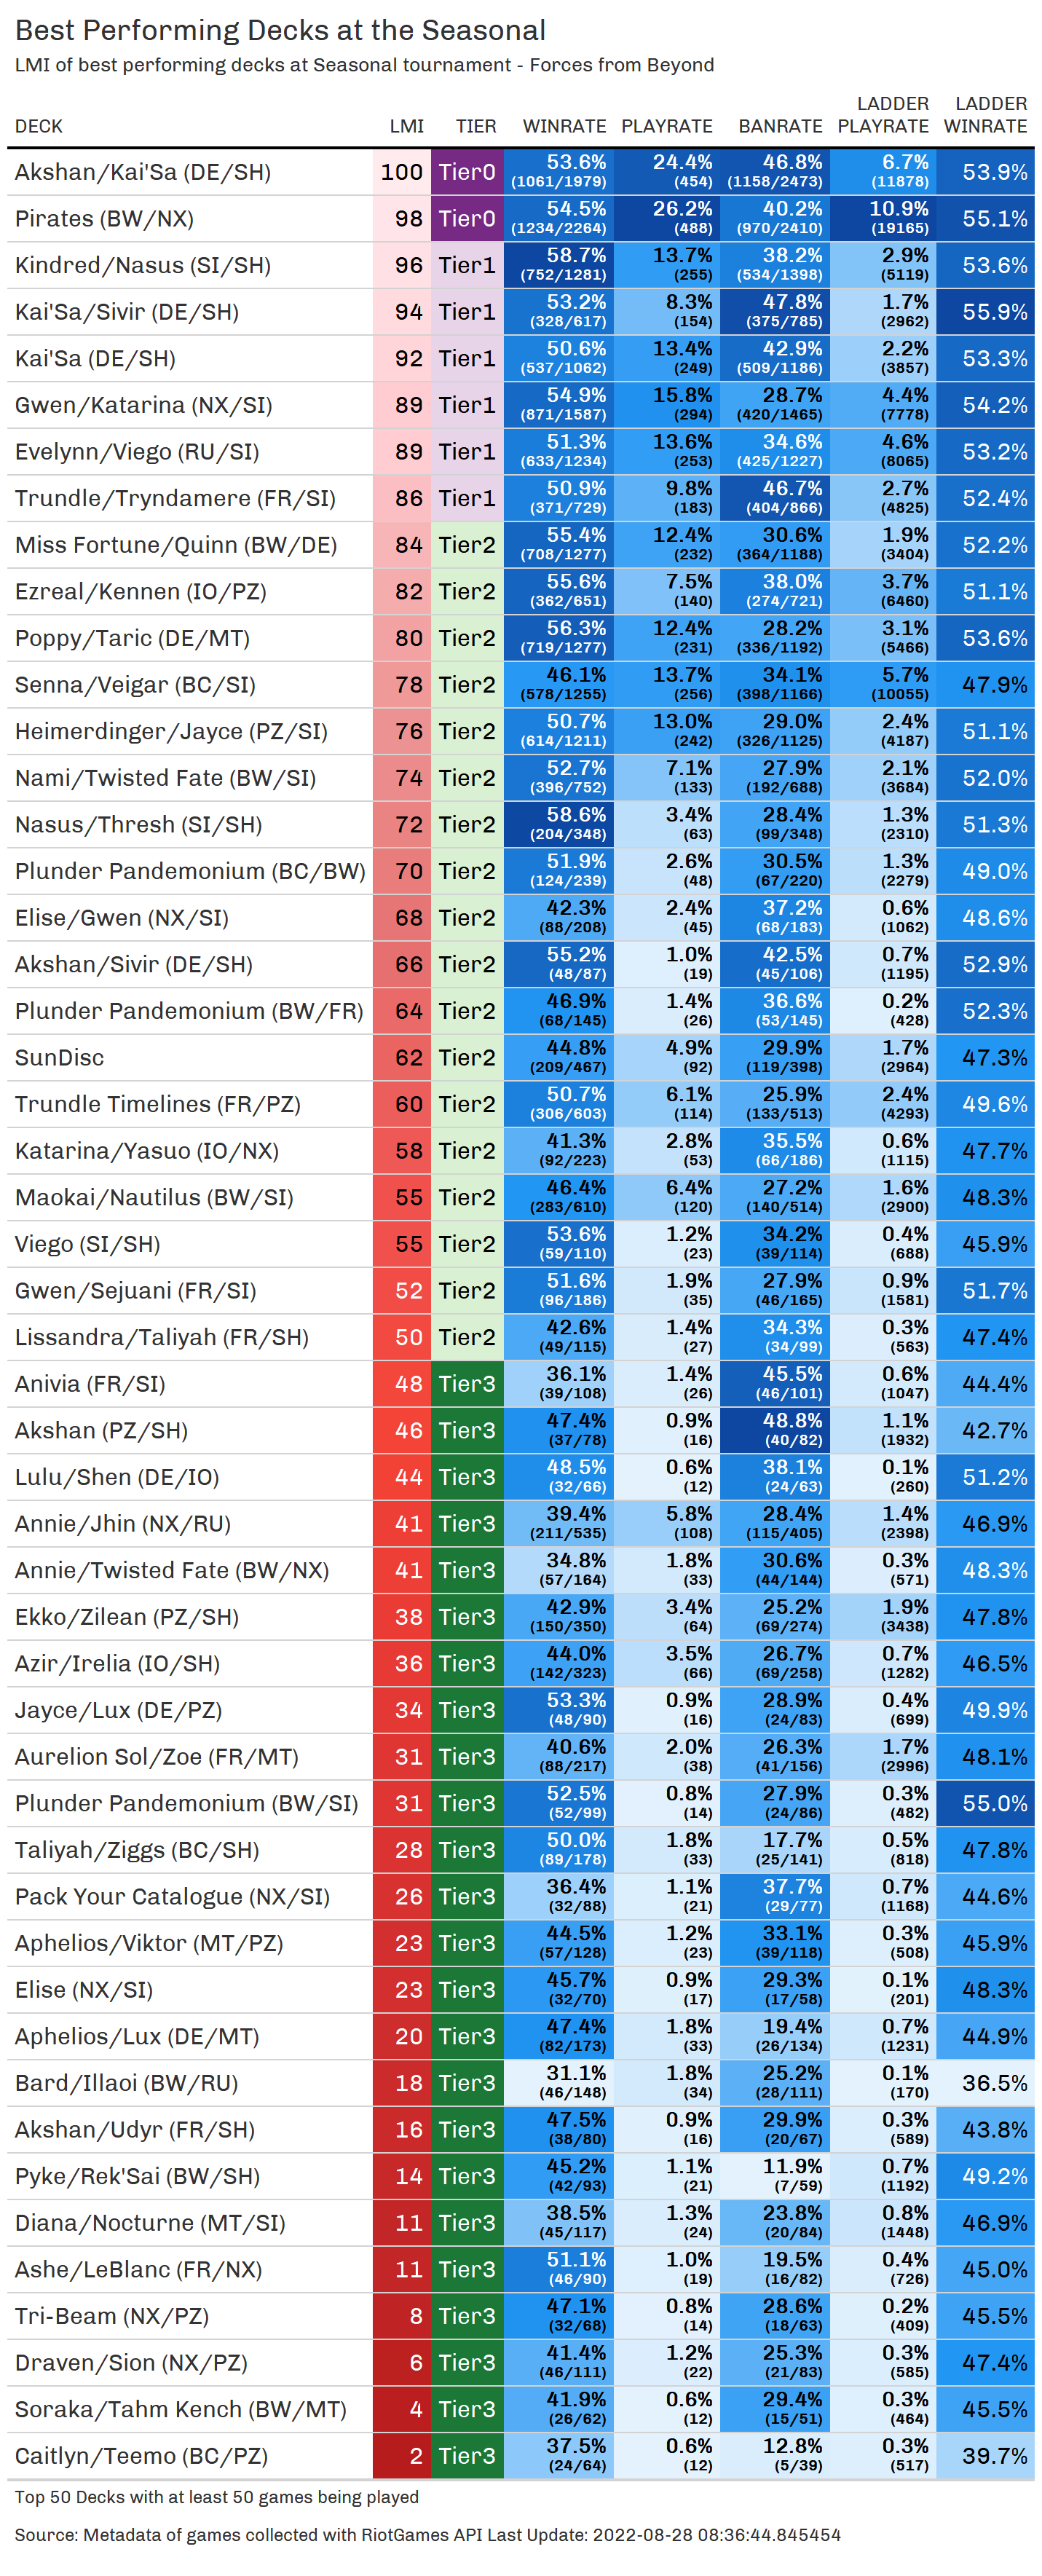 Best Performing Decks at the Seasonal
LMI of best performing decks at Seasonal tournament - Forces from Beyond
DECK LMI TIER WINRATE PLAYRATE BANRATE LADDER PLAYRATE LADDER WINRATE
Akshan/Kai'Sa (DE/SH) 100 Tier0 53.6% (1061/1979) 24.4% (454) 46.8% (1158/2473) 6.7% (11878) 53.9%
Pirates (BW/NX) 98 Tier0 54.5% (1234/2264) 26.2% (488) 40.2% (970/2410) 10.9% (19165) 55.1%
Kindred/Nasus (SI/SH) 96 Tier1 58.7% (752/1281) 13.7% (255) 38.2% (534/1398) 2.9% (5119) 53.6%
Kai'Sa/Sivir (DE/SH) 94 Tier1 53.2% (328/617) 8.3% (154) 47.8% (375/785) 1.7% (2962) 55.9%
Kai'Sa (DE/SH) 92 Tier1 50.6% (537/1062) 13.4% (249) 42.9% (509/1186) 2.2% (3857) 53.3%
Gwen/Katarina (NX/SI) 89 Tier1 54.9% (871/1587) 15.8% (294) 28.7% (420/1465) 4.4% (7778) 54.2%
Evelynn/Viego (RU/SI) 89 Tier1 51.3% (633/1234) 13.6% (253) 34.6% (425/1227) 4.6% (8065) 53.2%
Trundle/Tryndamere (FR/SI) 86 Tier1 50.9% (371/729) 9.8% (183) 46.7% (404/866) 2.7% (4825) 52.4%
Miss Fortune/Quinn (BW/DE) 84 Tier2 55.4% (708/1277) 12.4% (232) 30.6% (364/1188) 1.9% (3404) 52.2%
Ezreal/Kennen (IO/PZ) 82 Tier2 55.6% (362/651) 7.5% (140) 38.0% (274/721) 3.7% (6460) 51.1%
Poppy/Taric (DE/MT) 80 Tier2 56.3% (719/1277) 12.4% (231) 28.2% (336/1192) 3.1% (5466) 53.6%
Senna/Veigar (BC/SI) 78 Tier2 46.1% (578/1255) 13.7% (256) 34.1% (398/1166) 5.7% (10055) 47.9%
Heimerdinger/Jayce (PZ/SI) 76 Tier2 50.7% (614/1211) 13.0% (242) 29.0% (326/1125) 2.4% (4187) 51.1%
Nami/Twisted Fate (BW/SI) 74 Tier2 52.7% (396/752) 7.1% (133) 27.9% (192/688) 2.1% (3684) 52.0%
Nasus/Thresh (SI/SH) 72 Tier2 58.6% (204/348) 3.4% (63) 28.4% (99/348) 1.3% (2310) 51.3%
Plunder Pandemonium (BC/BW) 70 Tier2 51.9% (124/239) 2.6% (48) 30.5% (67/220) 1.3% (2279) 49.0%
Elise/Gwen (NX/SI) 68 Tier2 42.3% (88/208) 2.4% (45) 37.2% (68/183) 0.6% (1062) 48.6%
Akshan/Sivir (DE/SH) 66 Tier2 55.2% (48/87) 1.0% (19) 42.5% (45/106) 0.7% (1195) 52.9%
Plunder Pandemonium (BW/FR) 64 Tier2 46.9% (68/145) 1.4% (26) 36.6% (53/145) 0.2% (428) 52.3%
SunDisc 62 Tier2 44.8% (209/467) 4.9% (92) 29.9% (119/398) 1.7% (2964) 47.3%
Trundle Timelines (FR/PZ) 60 Tier2 50.7% (306/603) 6.1% (114) 25.9% (133/513) 2.4% (4293) 49.6%
Katarina/Yasuo (IO/NX) 58 Tier2 41.3% (92/223) 2.8% (53) 35.5% (66/186) 0.6% (1115) 47.7%
Maokai/Nautilus (BW/SI) 55 Tier2 46.4% (283/610) 6.4% (120) 27.2% (140/514) 1.6% (2900) 48.3%
Viego (SI/SH) 55 Tier2 53.6% (59/110) 1.2% (23) 34.2% (39/114) 0.4% (688) 45.9%
Gwen/Sejuani (FR/SI) 52 Tier2 51.6% (96/186) 1.9% (35) 27.9% (46/165) 0.9% (1581) 51.7%
Lissandra/Taliyah (FR/SH) 50 Tier2 42.6% (49/115) 1.4% (27) 34.3% (34/99) 0.3% (563) 47.4%
Anivia (FR/SI) 48 Tier3 36.1% (39/108) 1.4% (26) 45.5% (46/101) 0.6% (1047) 44.4%
Akshan (PZ/SH) 46 Tier3 47.4% (37/78) 0.9% (16) 48.8% (40/82) 1.1% (1932) 42.7%
Lulu/Shen (DE/IO) 44 Tier3 48.5% (32/66) 0.6% (12) 38.1% (24/63) 0.1% (260) 51.2%
Annie/Jhin (NX/RU) 41 Tier3 39.4% (211/535) 5.8% (108) 28.4% (115/405) 1.4% (2398) 46.9%
Annie/Twisted Fate (BW/NX) 41 Tier3 34.8% (57/164) 1.8% (33) 30.6% (44/144) 0.3% (571) 48.3%
Ekko/Zilean (PZ/SH) 38 Tier3 42.9% (150/350) 3.4% (64) 25.2% (69/274) 1.9% (3438) 47.8%
Azir/Irelia (IO/SH) 36 Tier3 44.0% (142/323) 3.5% (66) 26.7% (69/258) 0.7% (1282) 46.5%
Jayce/Lux (DE/PZ) 34 Tier3 53.3% (48/90) 0.9% (16) 28.9% (24/83) 0.4% (699) 49.9%
Aurelion Sol/Zoe (FR/MT) 31 Tier3 40.6% (88/217) 2.0% (38) 26.3% (41/156) 1.7% (2996) 48.1%
Plunder Pandemonium (BW/SI) 31 Tier3 52.5% (52/99) 0.8% (14) 27.9% (24/86) 0.3% (482) 55.0%
Taliyah/Ziggs (BC/SH) 28 Tier3 50.0% (89/178) 1.8% (33) 17.7% (25/141) 0.5% (818) 47.8%
Pack Your Catalogue (NX/SI) 26 Tier3 36.4% (32/88) 1.1% (21) 37.7% (29/77) 0.7% (1168) 44.6%
Aphelios/Viktor (MT/PZ) 23 Tier3 44.5% (57/128) 1.2% (23) 33.1% (39/118) 0.3% (508) 45.9%
Elise (NX/SI) 23 Tier3 45.7% (32/70) 0.9% (17) 29.3% (17/58) 0.1% (201) 48.3%
Aphelios/Lux (DE/MT) 20 Tier3 47.4% (82/173) 1.8% (33) 19.4% (26/134) 0.7% (1231) 44.9%
Bard/Illaoi (BW/RU) 18 Tier3 31.1% (46/148) 1.8% (34) 25.2% (28/111) 0.1% (170) 36.5%
Akshan/Udyr (FR/SH) 16 Tier3 47.5% (38/80) 0.9% (16) 29.9% (20/67) 0.3% (589) 43.8%
Pyke/Rek'Sai (BW/SH) 14 Tier3 45.2% (42/93) 1.1% (21) 11.9% (7/59) 0.7% (1192) 49.2%
Diana/Nocturne (MT/SI) 11 Tier3 38.5% (45/117) 1.3% (24) 23.8% (20/84) 0.8% (1448) 46.9%
Ashe/LeBlanc (FR/NX) 11 Tier3 51.1% (46/90) 1.0% (19) 19.5% (16/82) 0.4% (726) 45.0%
Tri-Beam (NX/PZ) 8 Tier3 47.1% (32/68) 0.8% (14) 28.6% (18/63) 0.2% (409) 45.5%
Draven/Sion (NX/PZ) 6 Tier3 41.4% (46/111) 1.2% (22) 25.3% (21/83) 0.3% (585) 47.4%
Soraka/Tahm Kench (BW/MT) 4 Tier3 41.9% (26/62) 0.6% (12) 29.4% (15/51) 0.3% (464) 45.5%
Caitlyn/Teemo (BC/PZ) 2 Tier3 37.5% (24/64) 0.6% (12) 12.8% (5/39) 0.3% (517) 39.7%
Top 50 Decks with at least 50 games being played
Source: Metadata of games collected with RiotGames API Last Update: 2022-08-28 08:36:44.845454